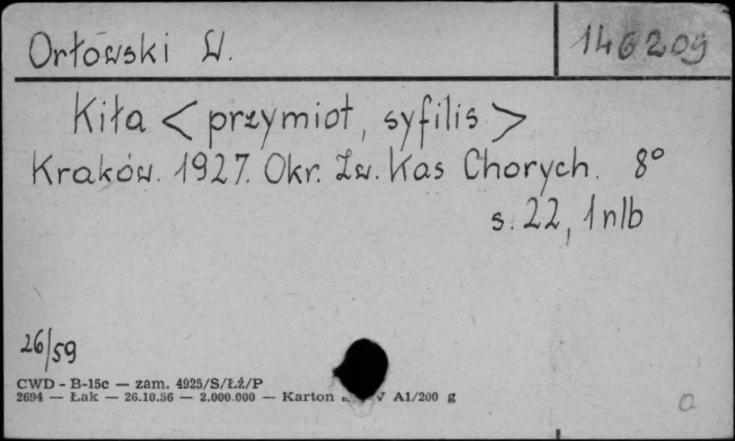 Orłowski W. 146209
Kiła < przymiot, syfilis >
Kraków. 1927. Okr. Zw. Kas Chorych. 8°
s. 22, 1 nlb
26/59
CWD - B-15c — zam. 4925/S/ŁŹ/P
2694 — Łak — 26.10.56 — 2.000.000 — Karton V A1/200 g
a